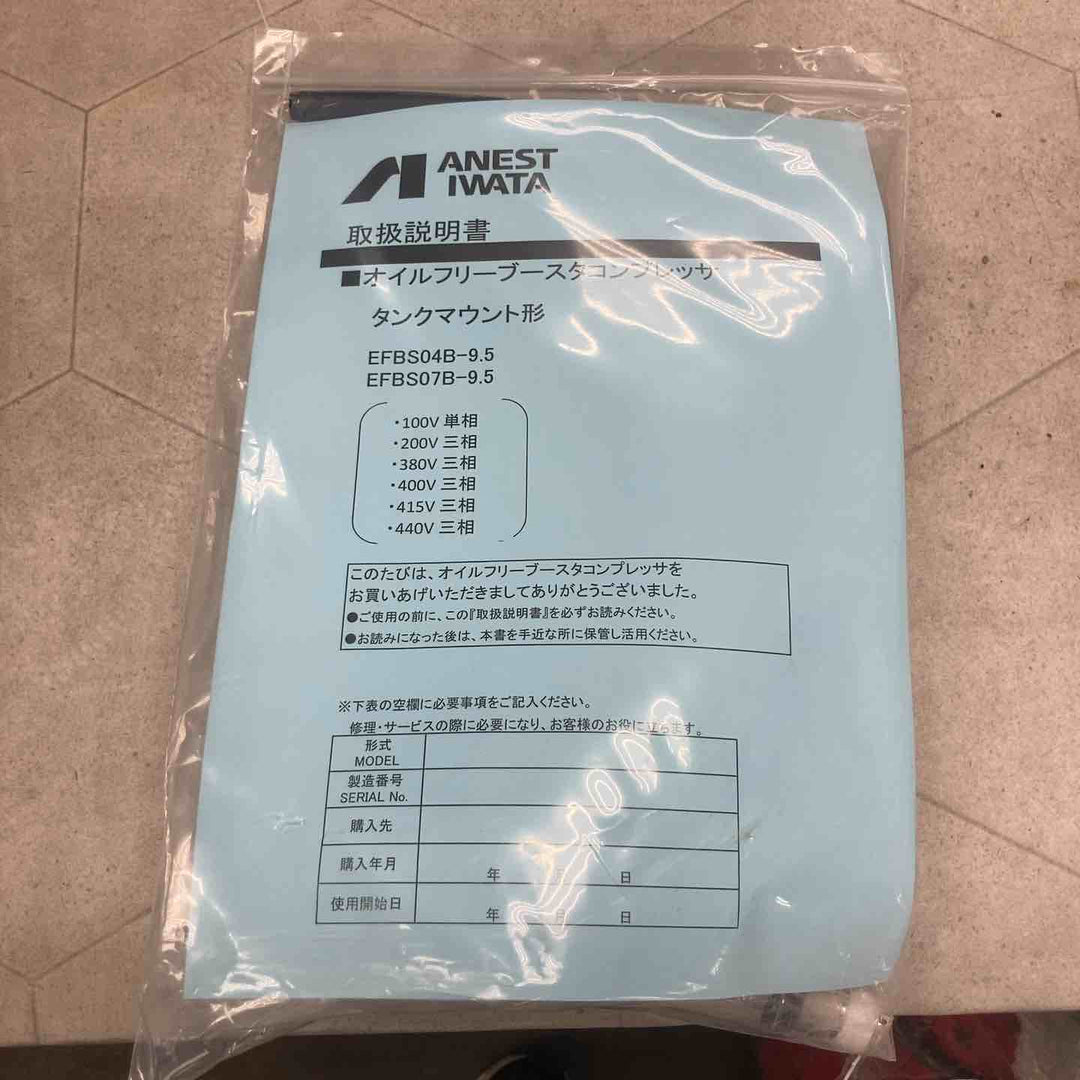 ANEST
IWATA
取扱説明書
■オイルフリーブースタコンプレッサ
タンクマウント形
EFBS04B-9.5
EFBS07B-9.5
・100V 単相
・200V 三相
・380V 三相
・400V 三相
・415V 三相
・440V 三相
このたびは、オイルフリーブースタコンプレッサを
お買いあげいただきましてありがとうございました。
●ご使用の前に、この『取扱説明書』を必ずお読みください。
●お読みになった後は、本書を手近な所に保管し活用ください。
※下表の空欄に必要事項をご記入ください。
修理・サービスの際に必要になり、お客様のお役に立ちます。
形式
MODEL
製造番号
SERIAL No.
購入先
購入年月 年 月 日
使用開始日 年 月 日